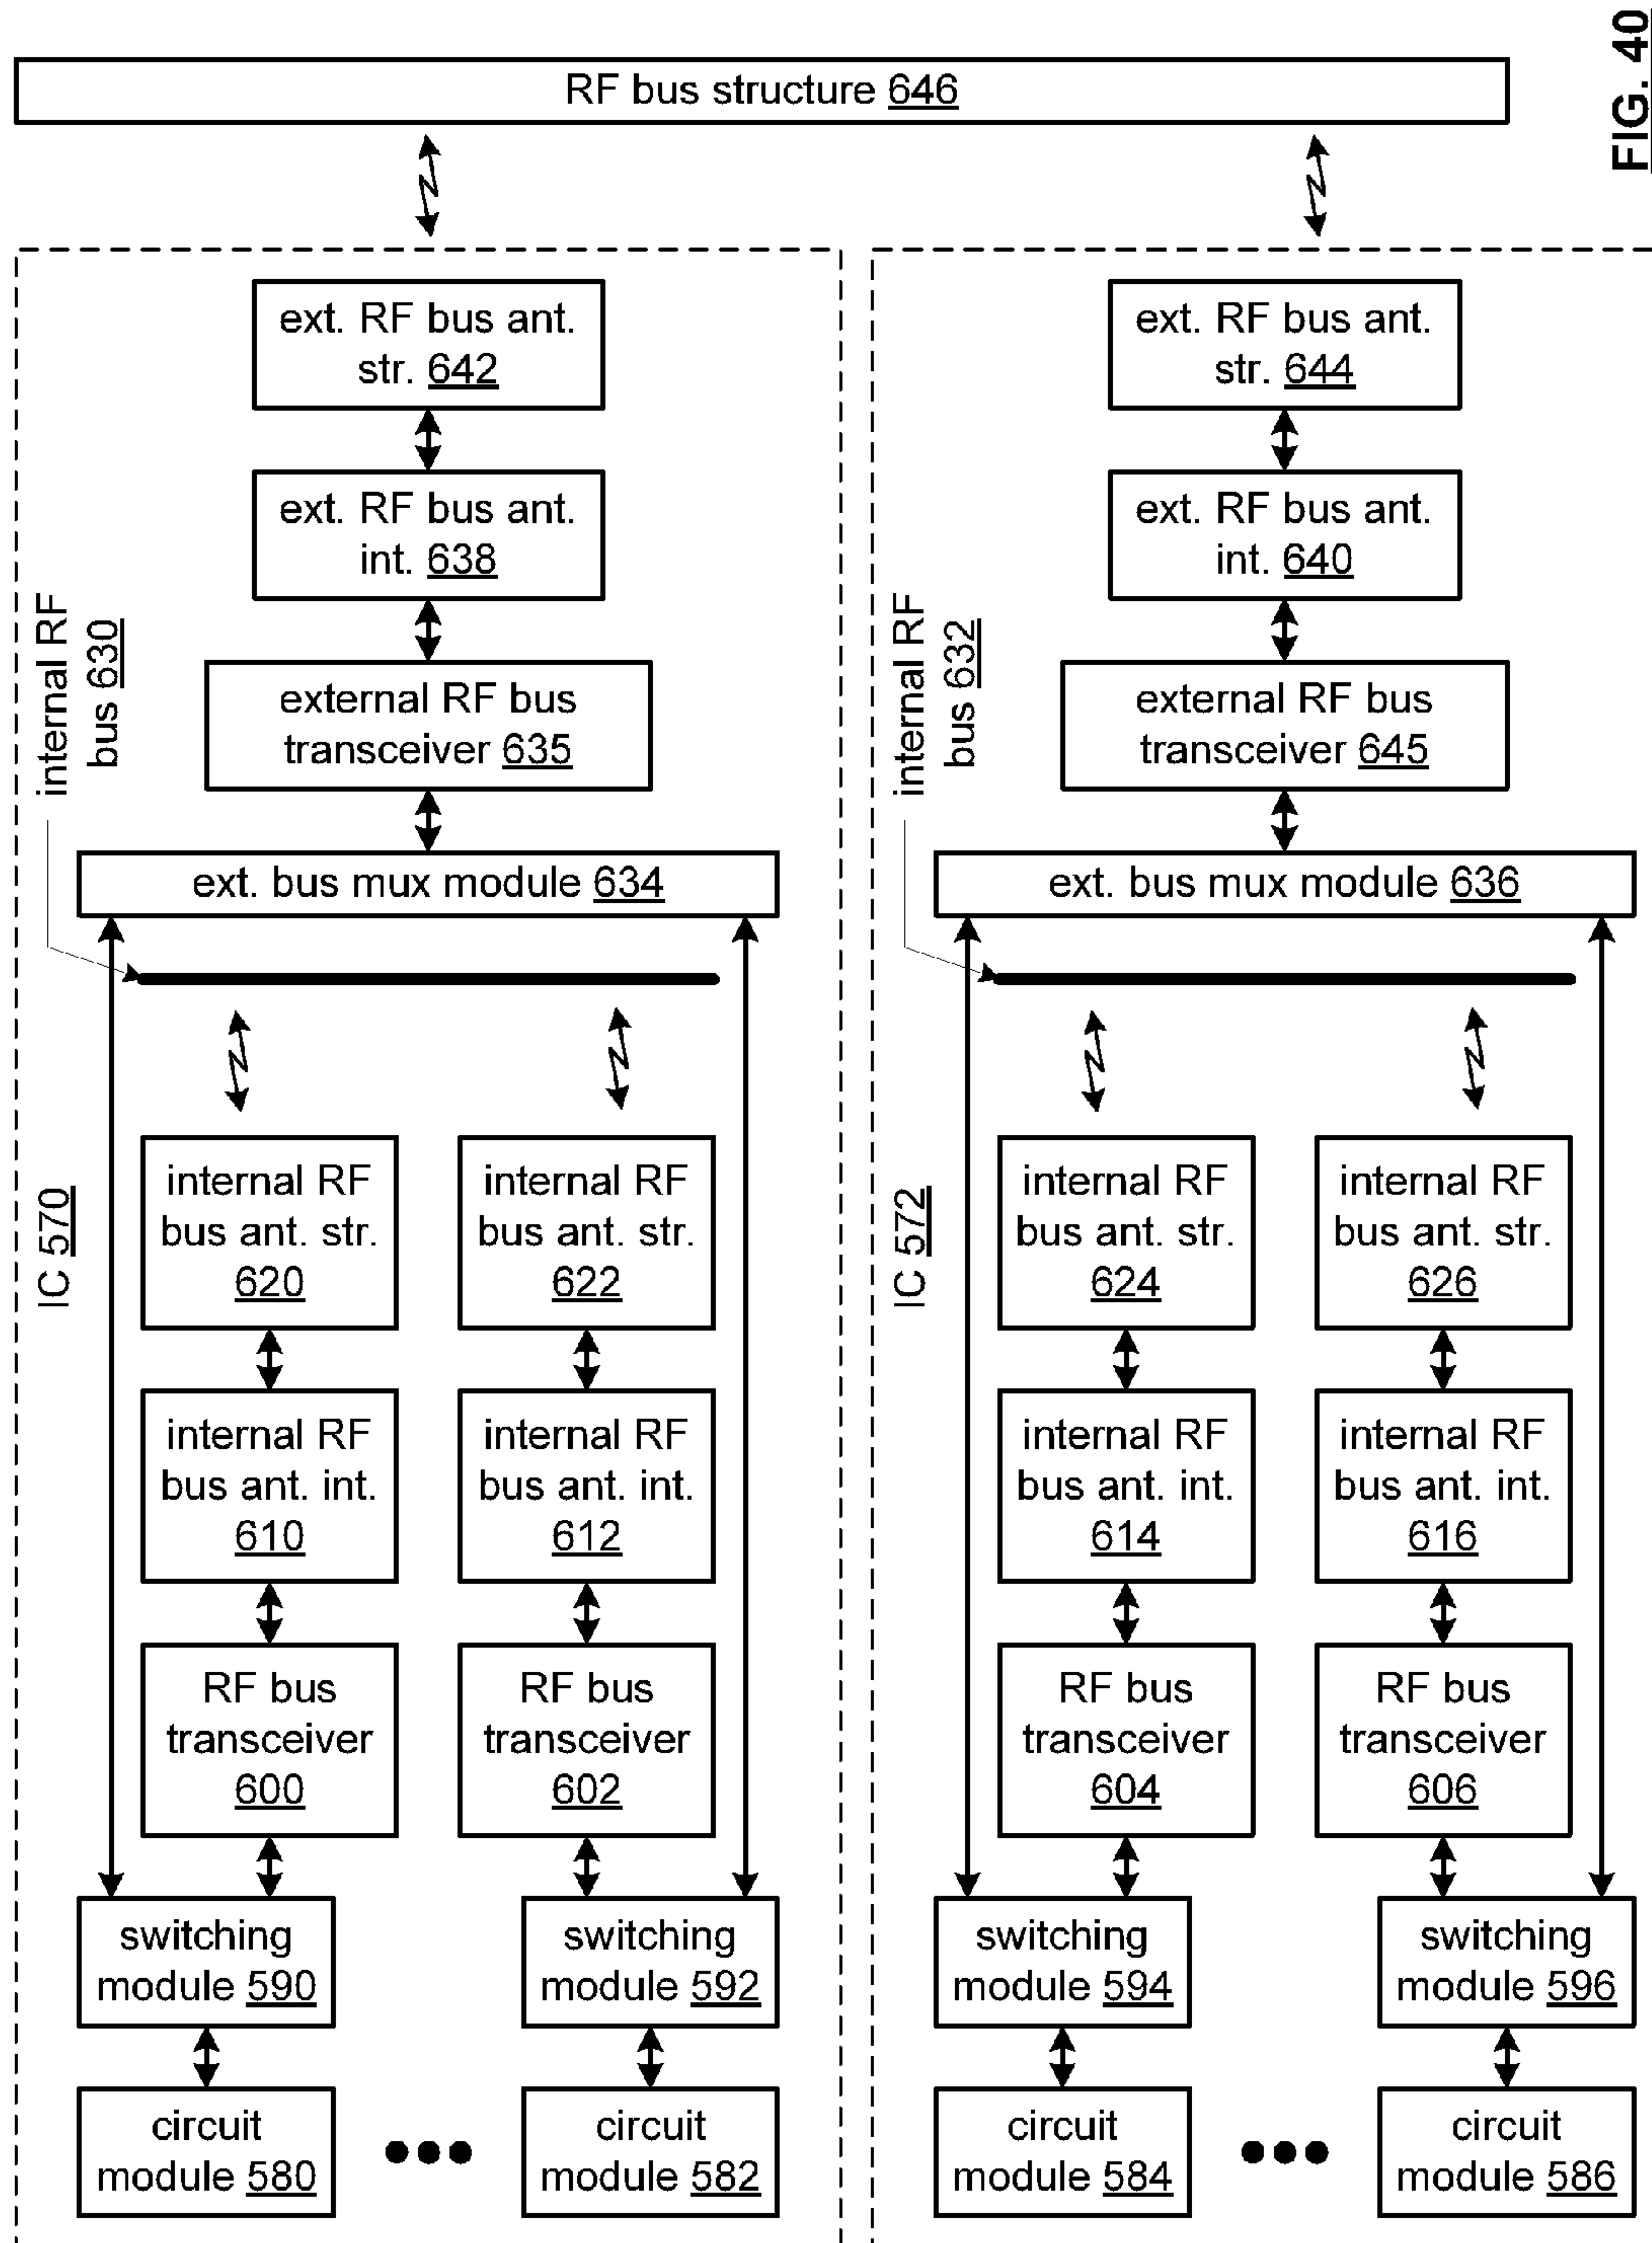 RF bus structure 646
FIG. 40
ext. RF bus ant.
str. 642
ext. RF bus ant.
str. 644
ext. RF bus ant.
int. 638
ext. RF bus ant.
int. 640
internal RF
bus 630
internal RF
bus 632
external RF bus
transceiver 635
external RF bus
transceiver 645
ext. bus mux module 634
ext. bus mux module 636
IC 570
IC 572
internal RF
bus ant. str.
620
internal RF
bus ant. str.
622
internal RF
bus ant. str.
624
internal RF
bus ant. str.
626
internal RF
bus ant. int.
610
internal RF
bus ant. int.
612
internal RF
bus ant. int.
614
internal RF
bus ant. int.
616
RF bus
transceiver
600
RF bus
transceiver
602
RF bus
transceiver
604
RF bus
transceiver
606
switching
module 590
switching
module 592
switching
module 594
switching
module 596
circuit
module 580
circuit
module 582
circuit
module 584
circuit
module 586